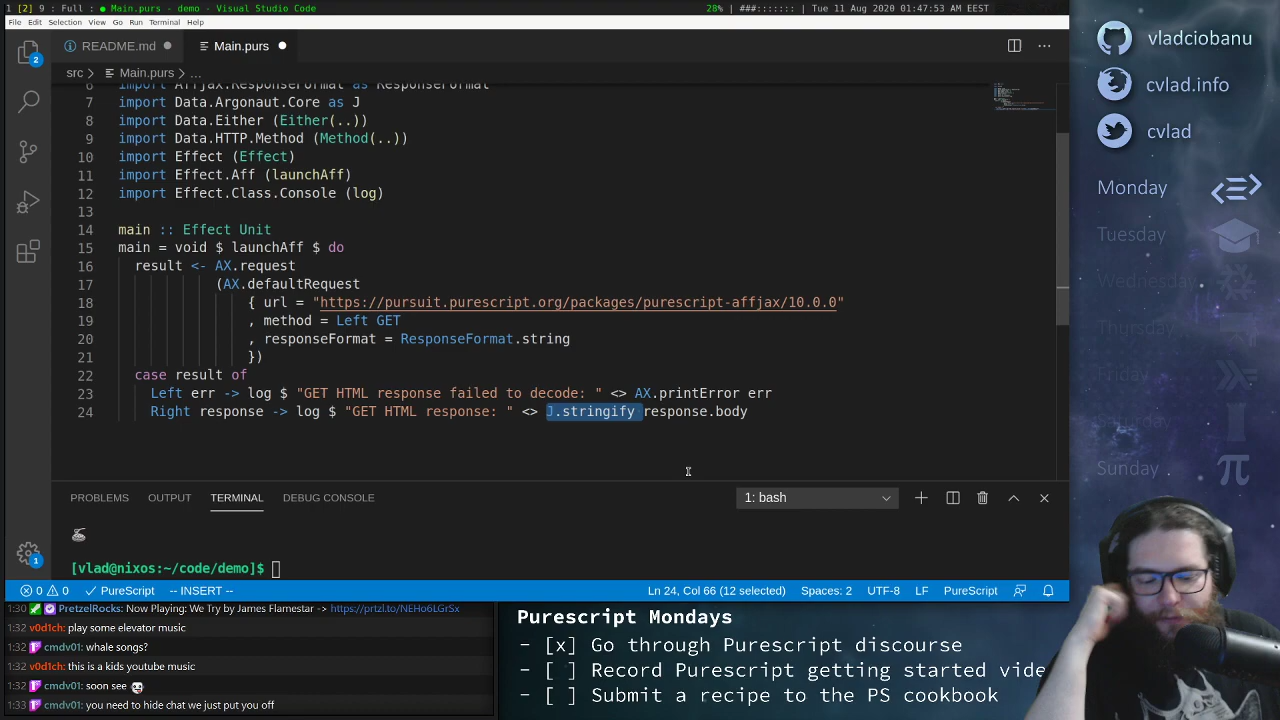 1 [2] 9 : Full : ● Main.purs - demo - Visual Studio Code
28% | ###::::::: | Tue 11 Aug 2020 01:47:53 AM EEST
File Edit Selection View Go Run Terminal Help
README.md ● Main.purs ●
src > Main.purs > ...
6 import Affjax.ResponseFormat as ResponseFormat
7 import Data.Argonaut.Core as J
8 import Data.Either (Either(..))
9 import Data.HTTP.Method (Method(..))
10 import Effect (Effect)
11 import Effect.Aff (launchAff)
12 import Effect.Class.Console (log)
13
14 main :: Effect Unit
15 main = void $ launchAff $ do
16 result <- AX.request
17 (AX.defaultRequest
18 { url = "https://pursuit.purescript.org/packages/purescript-affjax/10.0.0"
19 , method = Left GET
20 , responseFormat = ResponseFormat.string
21 })
22 case result of
23 Left err -> log $ "GET HTML response failed to decode: " <> AX.printError err
24 Right response -> log $ "GET HTML response: " <> J.stringify response.body
2
PROBLEMS OUTPUT TERMINAL DEBUG CONSOLE
1: bash
[vlad@nixos:~/code/demo]$
1
0 0 PureScript -- INSERT --
Ln 24, Col 66 (12 selected) Spaces: 2 UTF-8 LF PureScript
1:30 PretzelRocks: Now Playing: We Try by James Flamestar -> https://prtzl.to/NEHo6LGrSx
1:32 v0d1ch: play some elevator music
1:32 cmdv01: whale songs?
1:32 v0d1ch: this is a kids youtube music
1:32 cmdv01: soon see
1:33 cmdv01: you need to hide chat we just put you off
Purescript Mondays
- [x] Go through Purescript discourse
- [ ] Record Purescript getting started vide
- [ ] Submit a recipe to the PS cookbook
vladciobanu
cvlad.info
cvlad
Monday
Tuesday
Wednesday
Thursday
Friday
Sunday